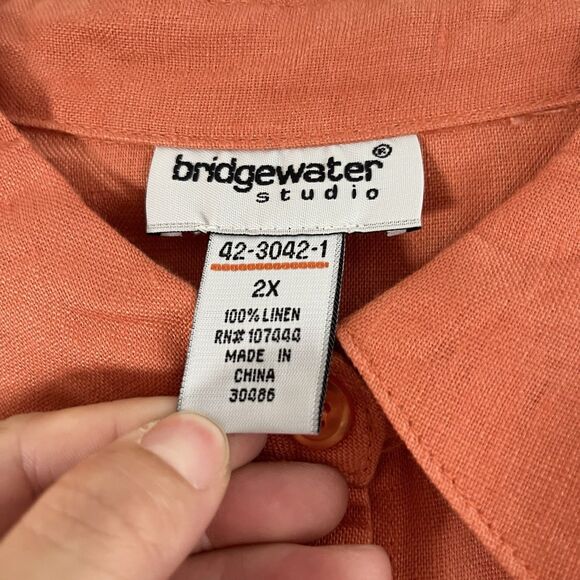 bridgewater®
studio
42-3042-1
2X
100% LINEN
RN# 107444
MADE IN
CHINA
30486